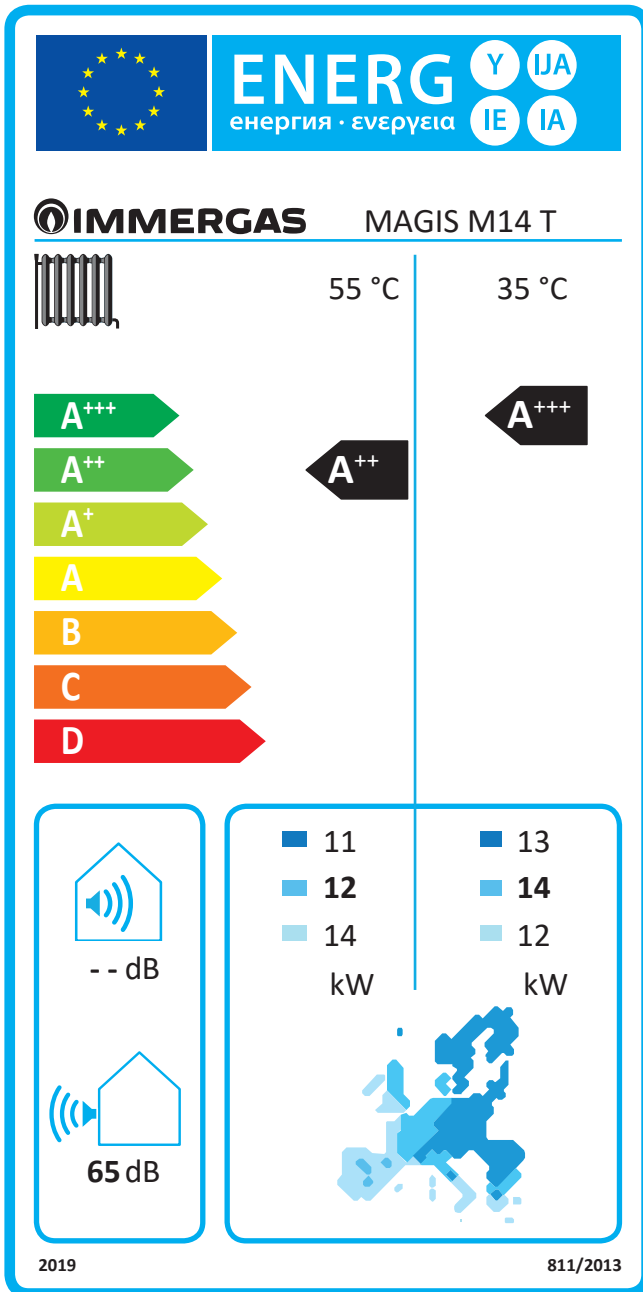 ENERG Y IJA
енергия · ενεργεια IE IA
IMMERGAS MAGIS M14 T
55 °C 35 °C
A+++ A+++
A++ A++
A+
A
B
C
D
11 13
12 14
14 12
kW kW
-- dB
65 dB
2019 811/2013